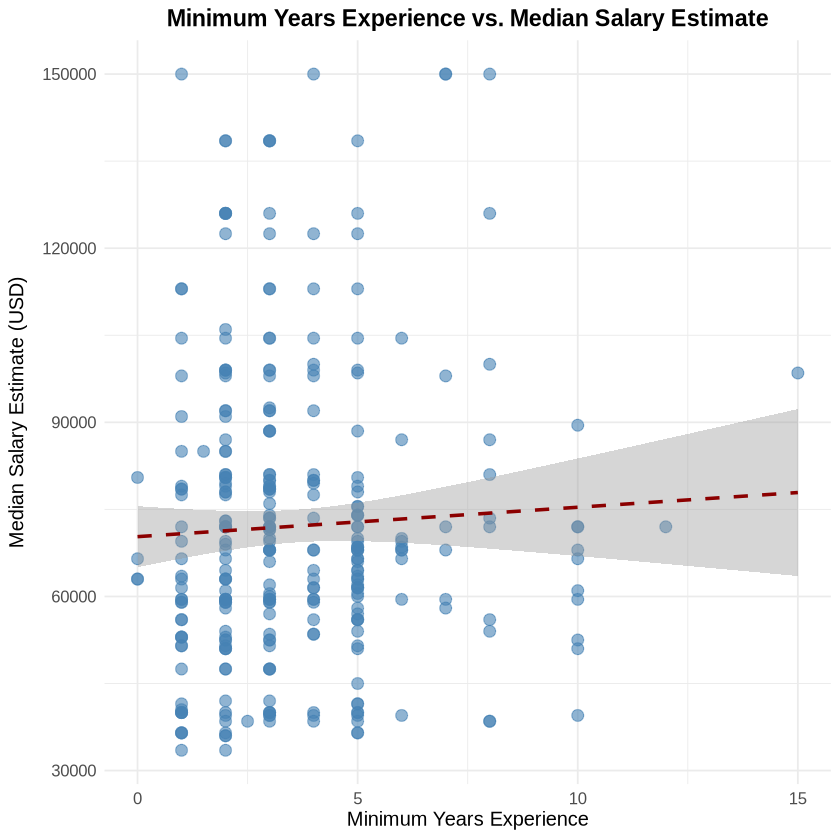 Minimum Years Experience vs. Median Salary Estimate
150000
120000
90000
60000
30000
Median Salary Estimate (USD)
0 5 10 15
Minimum Years Experience